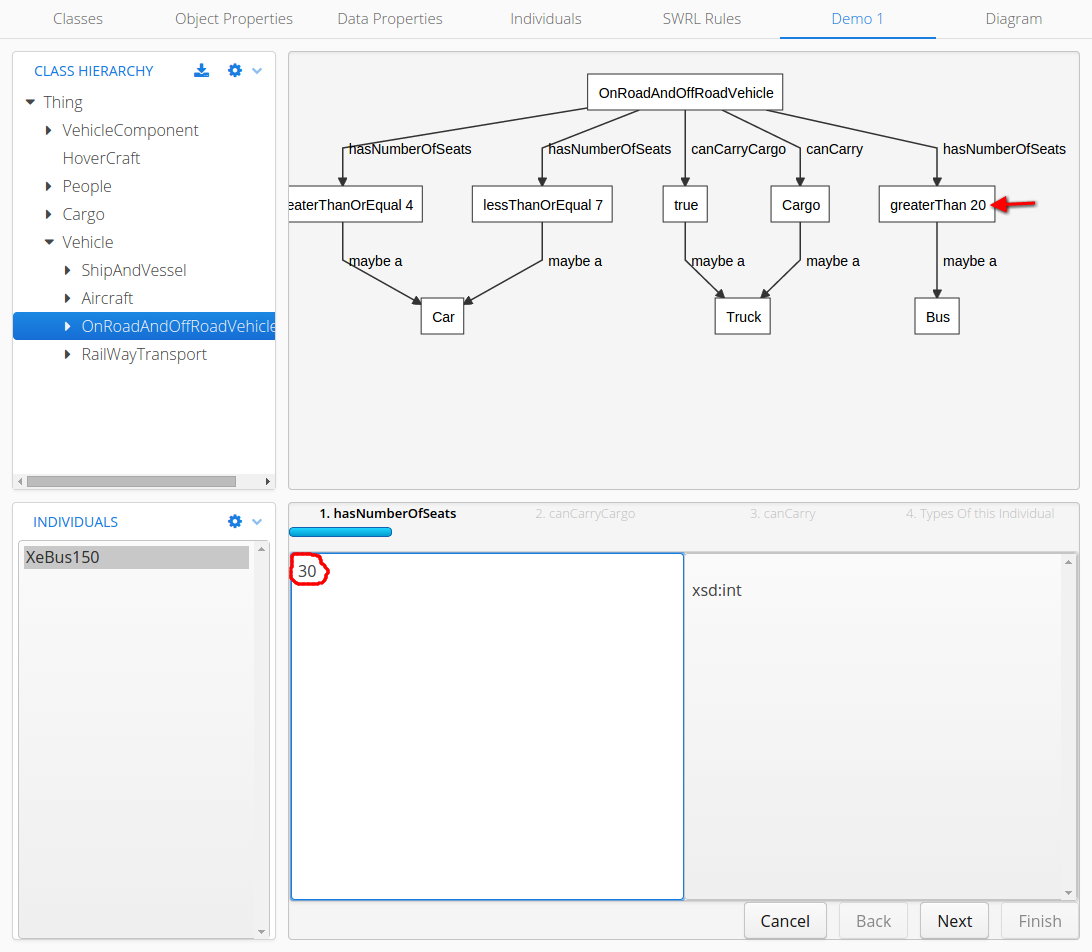 Classes Object Properties Data Properties Individuals SWRL Rules Demo 1 Diagram
CLASS HIERARCHY
Thing
VehicleComponent
HoverCraft
People
Cargo
Vehicle
ShipAndVessel
Aircraft
OnRoadAndOffRoadVehicle
RailWayTransport
OnRoadAndOffRoadVehicle
hasNumberOfSeats hasNumberOfSeats canCarryCargo canCarry hasNumberOfSeats
eaterThanOrEqual 4 lessThanOrEqual 7 true Cargo greaterThan 20
maybe a maybe a maybe a maybe a maybe a
Car Truck Bus
INDIVIDUALS
XeBus150
1. hasNumberOfSeats 2. canCarryCargo 3. canCarry 4. Types Of this Individual
30
xsd:int
Cancel Back Next Finish